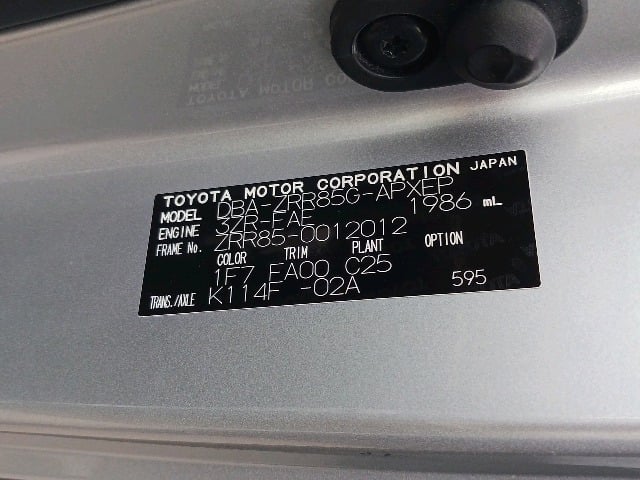 TOYOTA MOTOR CORPORATION JAPAN
MODEL DBA-ZRR85G-APXEP
ENGINE 3ZR-FAE 1986 mL
FRAME No. ZRR85-0012012
COLOR TRIM PLANT OPTION
1F7 FA00 C25
TRANS./AXLE K114F -02A 595